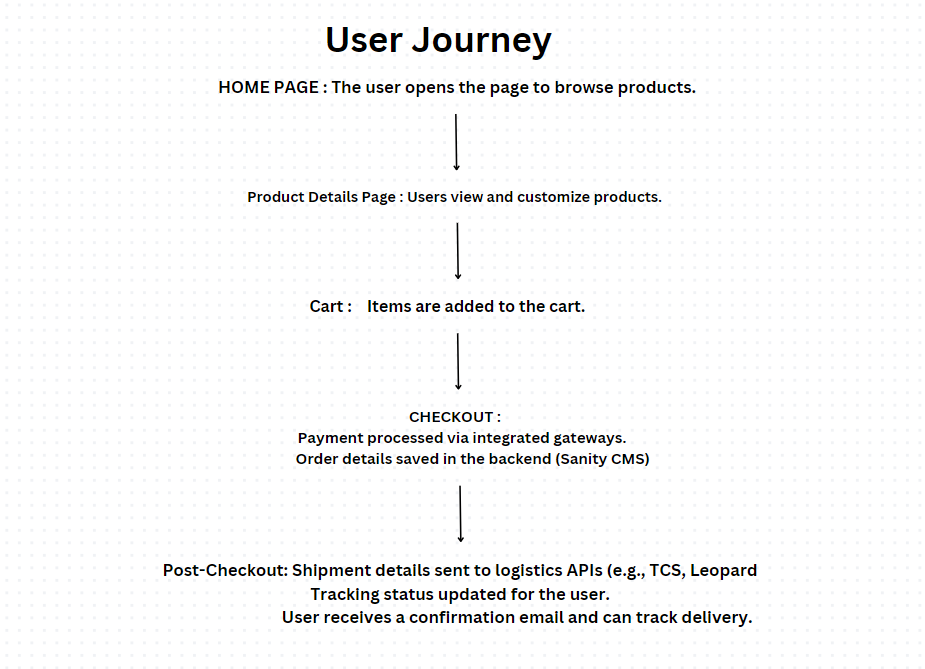 User Journey
HOME PAGE : The user opens the page to browse products.
Product Details Page : Users view and customize products.
Cart : Items are added to the cart.
CHECKOUT :
Payment processed via integrated gateways.
Order details saved in the backend (Sanity CMS)
Post-Checkout: Shipment details sent to logistics APIs (e.g., TCS, Leopard
Tracking status updated for the user.
User receives a confirmation email and can track delivery.